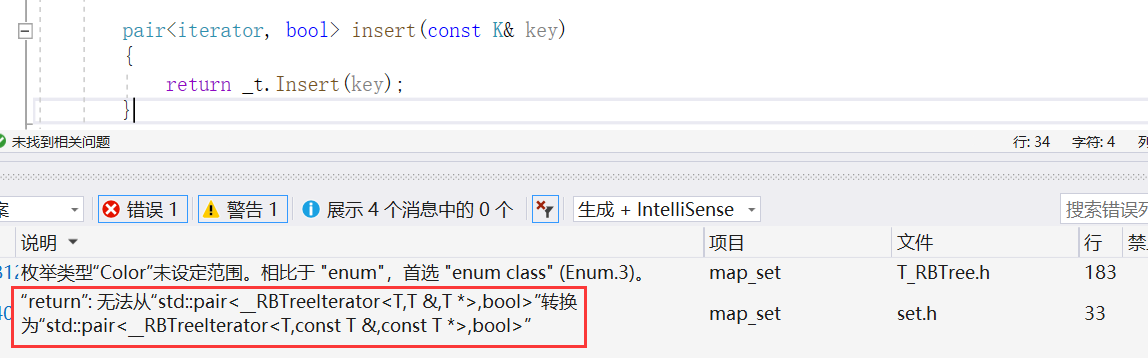 pair<iterator, bool> insert(const K& key)
{
return _t.Insert(key);
}
未找到相关问题
行: 34
字符: 4
列
案
错误 1
警告 1
展示 4 个消息中的 0 个
生成 + IntelliSense
搜索错误列
说明
项目
文件
行
禁
枚举类型“Color”未设定范围。相比于 "enum"，首选 "enum class" (Enum.3)。
map_set
T_RBTree.h
183
“return”: 无法从“std::pair<__RBTreeIterator<T,T &,T *>,bool>”转换
为“std::pair<__RBTreeIterator<T,const T &,const T *>,bool>”
map_set
set.h
33